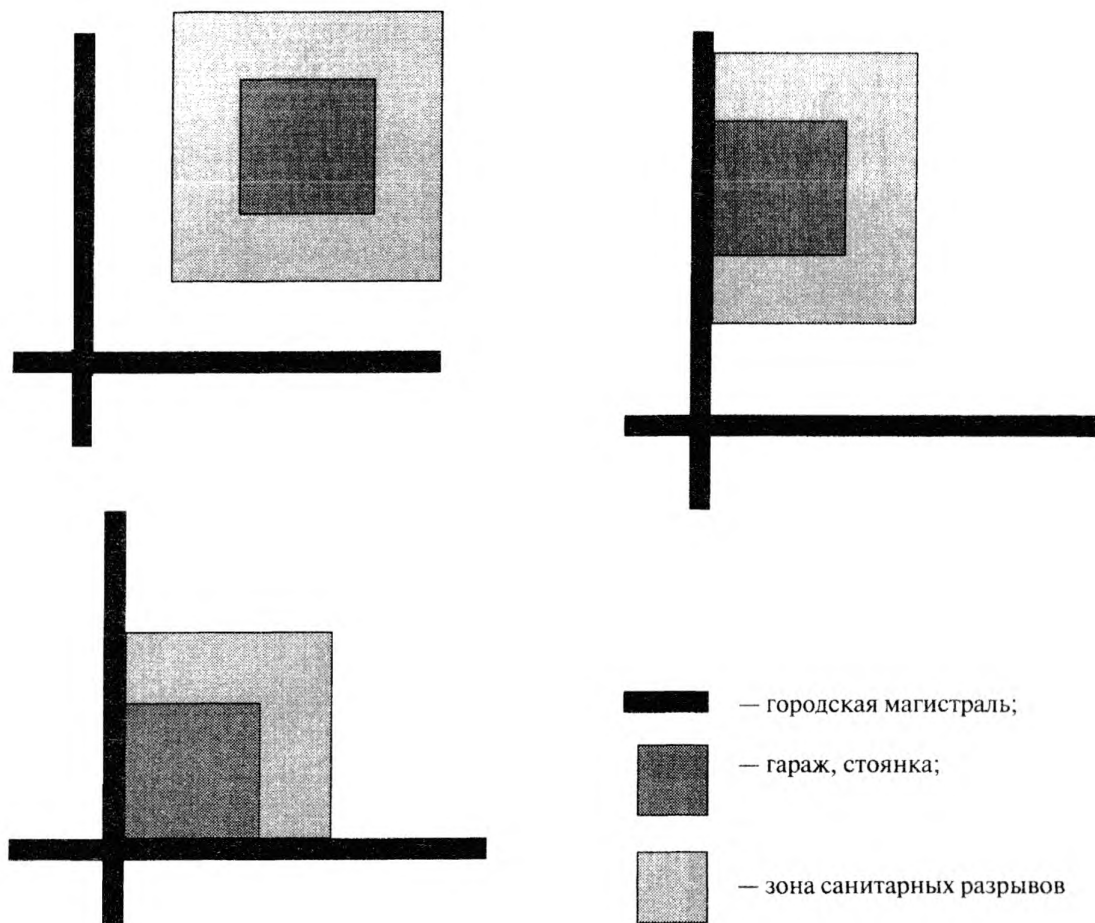 — городская магистраль;
— гараж, стоянка;
— зона санитарных разрывов